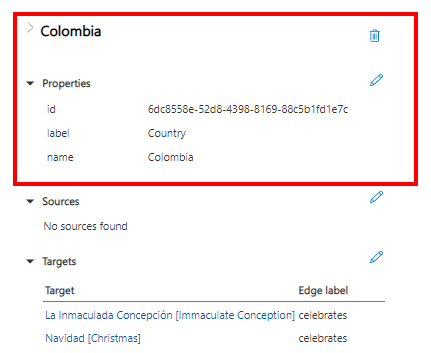 Colombia
Properties
id 6dc8558e-52d8-4398-8169-88c5b1fd1e7c
label Country
name Colombia
Sources
No sources found
Targets
Target Edge label
La Inmaculada Concepción [Immaculate Conception] celebrates
Navidad [Christmas] celebrates